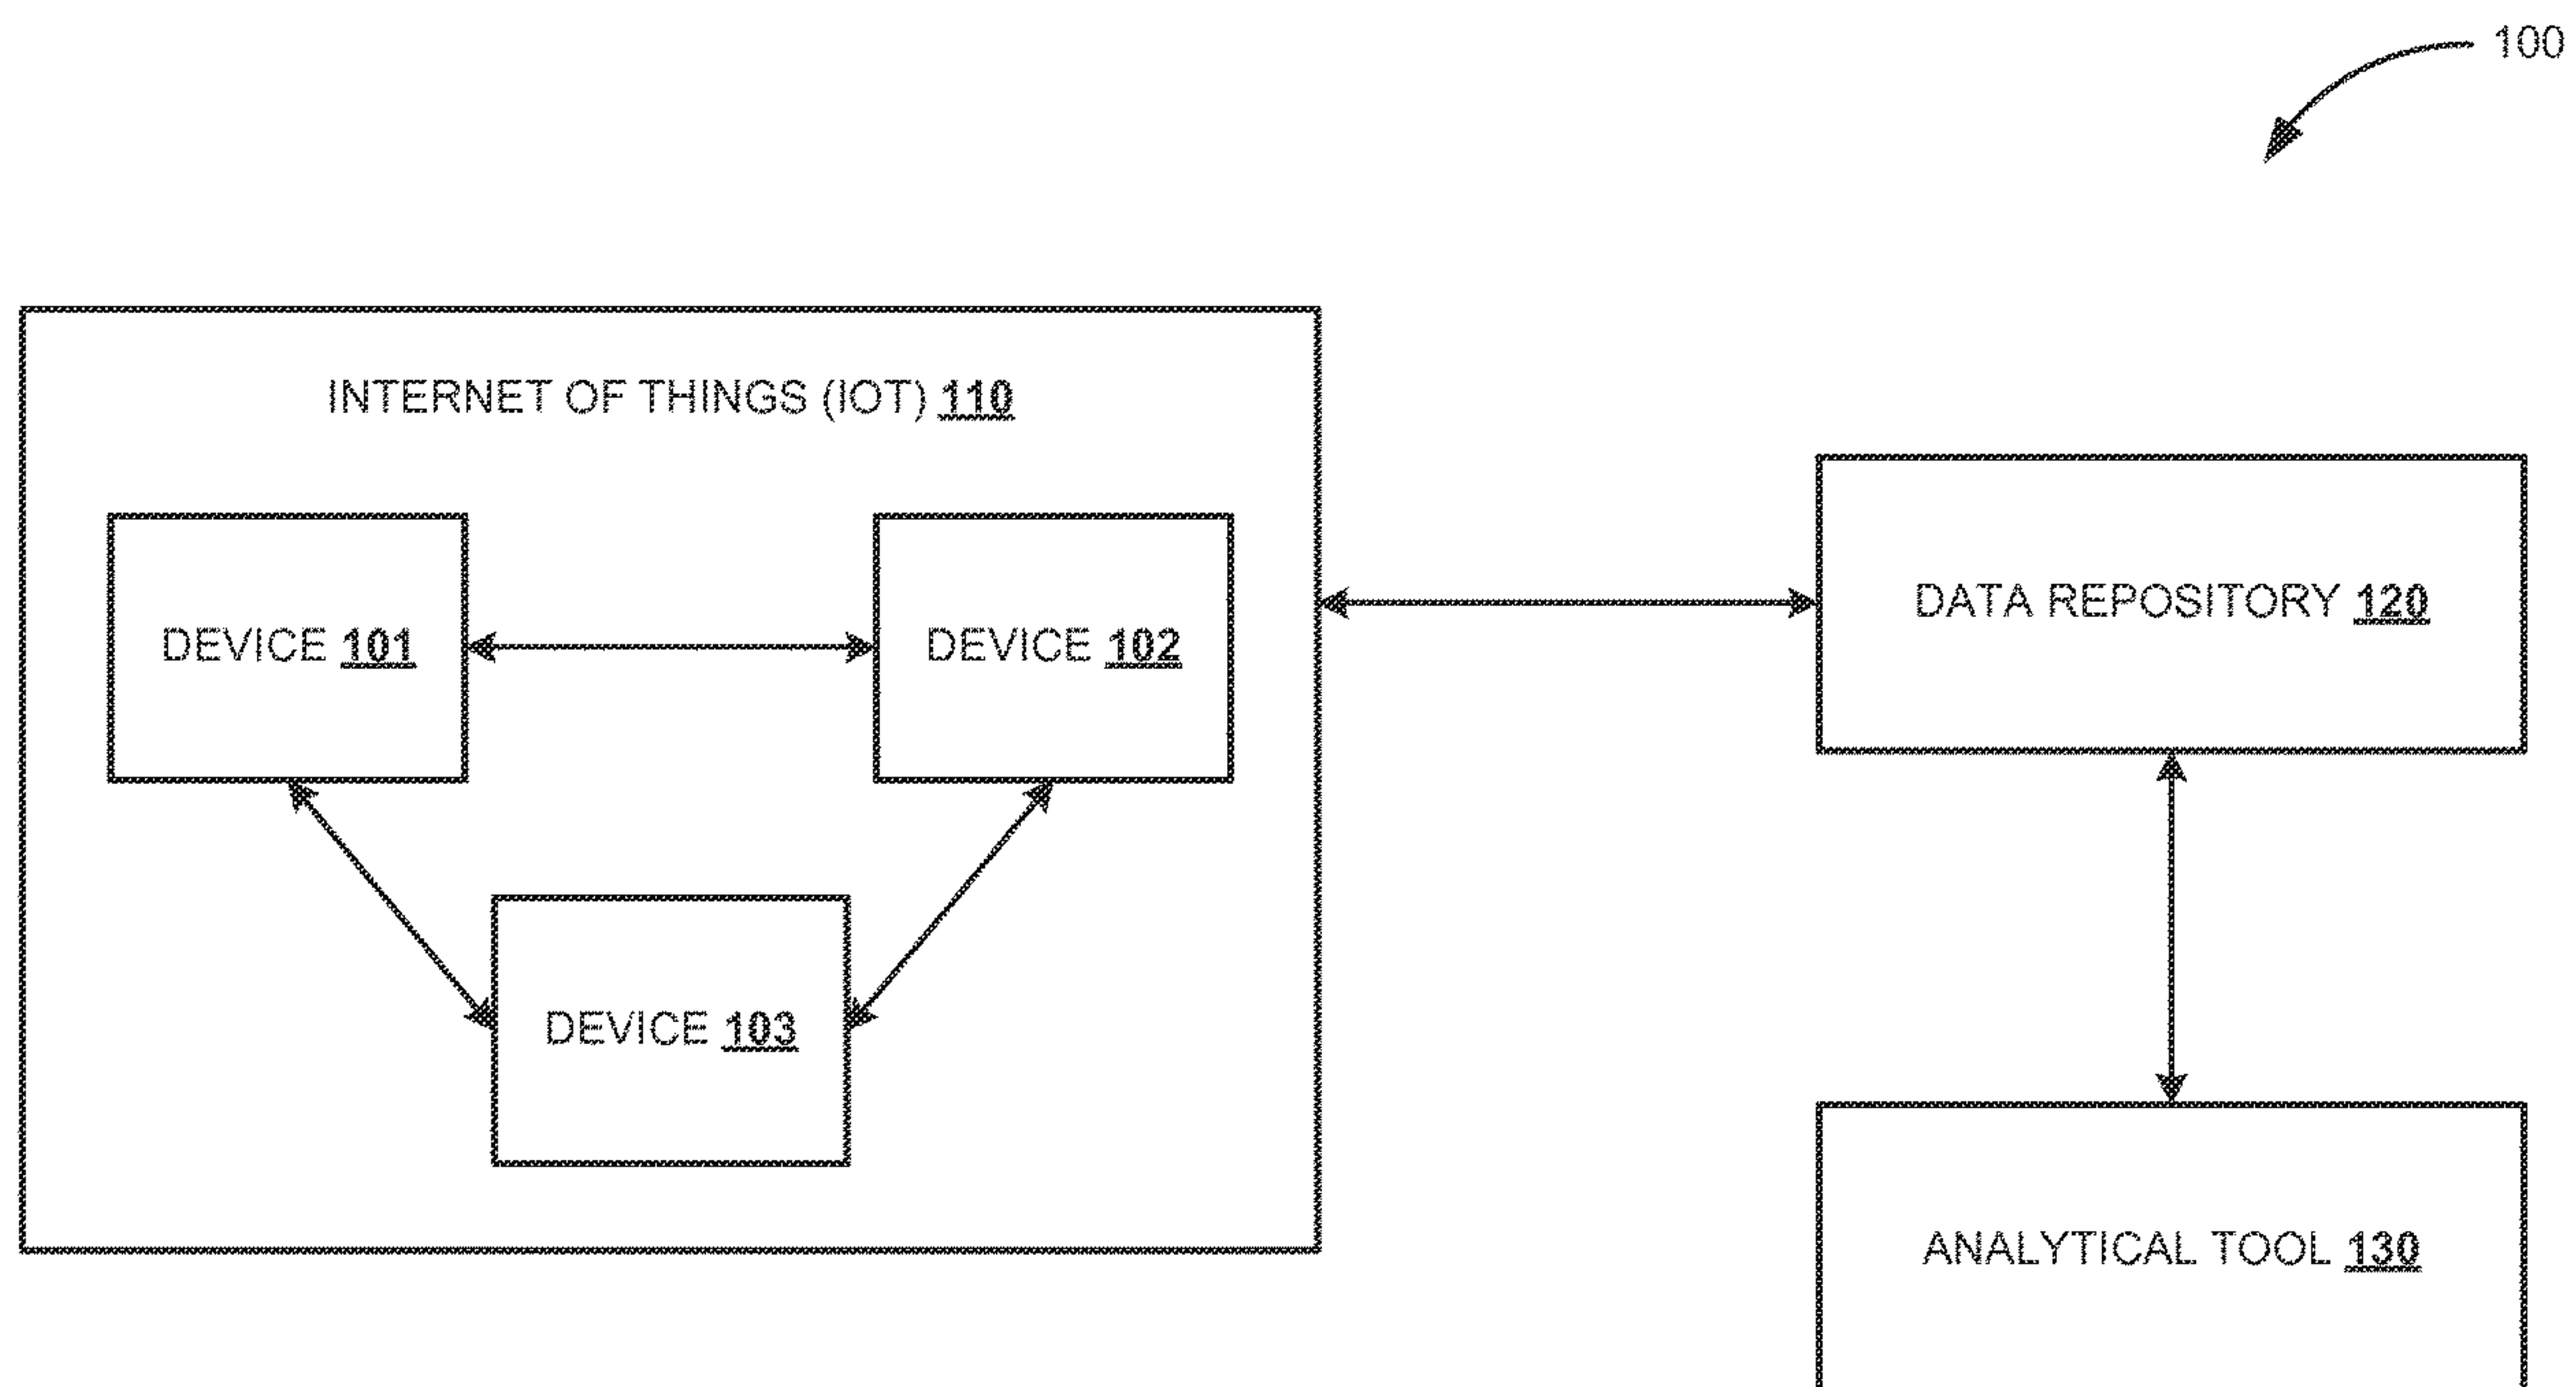 100
INTERNET OF THINGS (IOT) 110
DEVICE 101
DEVICE 102
DEVICE 103
DATA REPOSITORY 120
ANALYTICAL TOOL 130